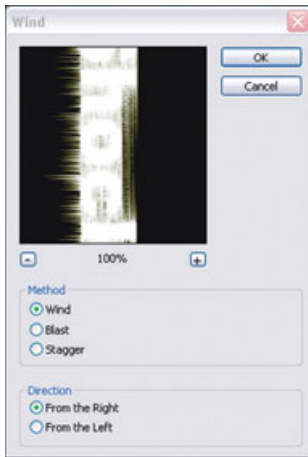 Wind
OK
Cancel
- 100% +
Method
Wind
Blast
Stagger
Direction
From the Right
From the Left